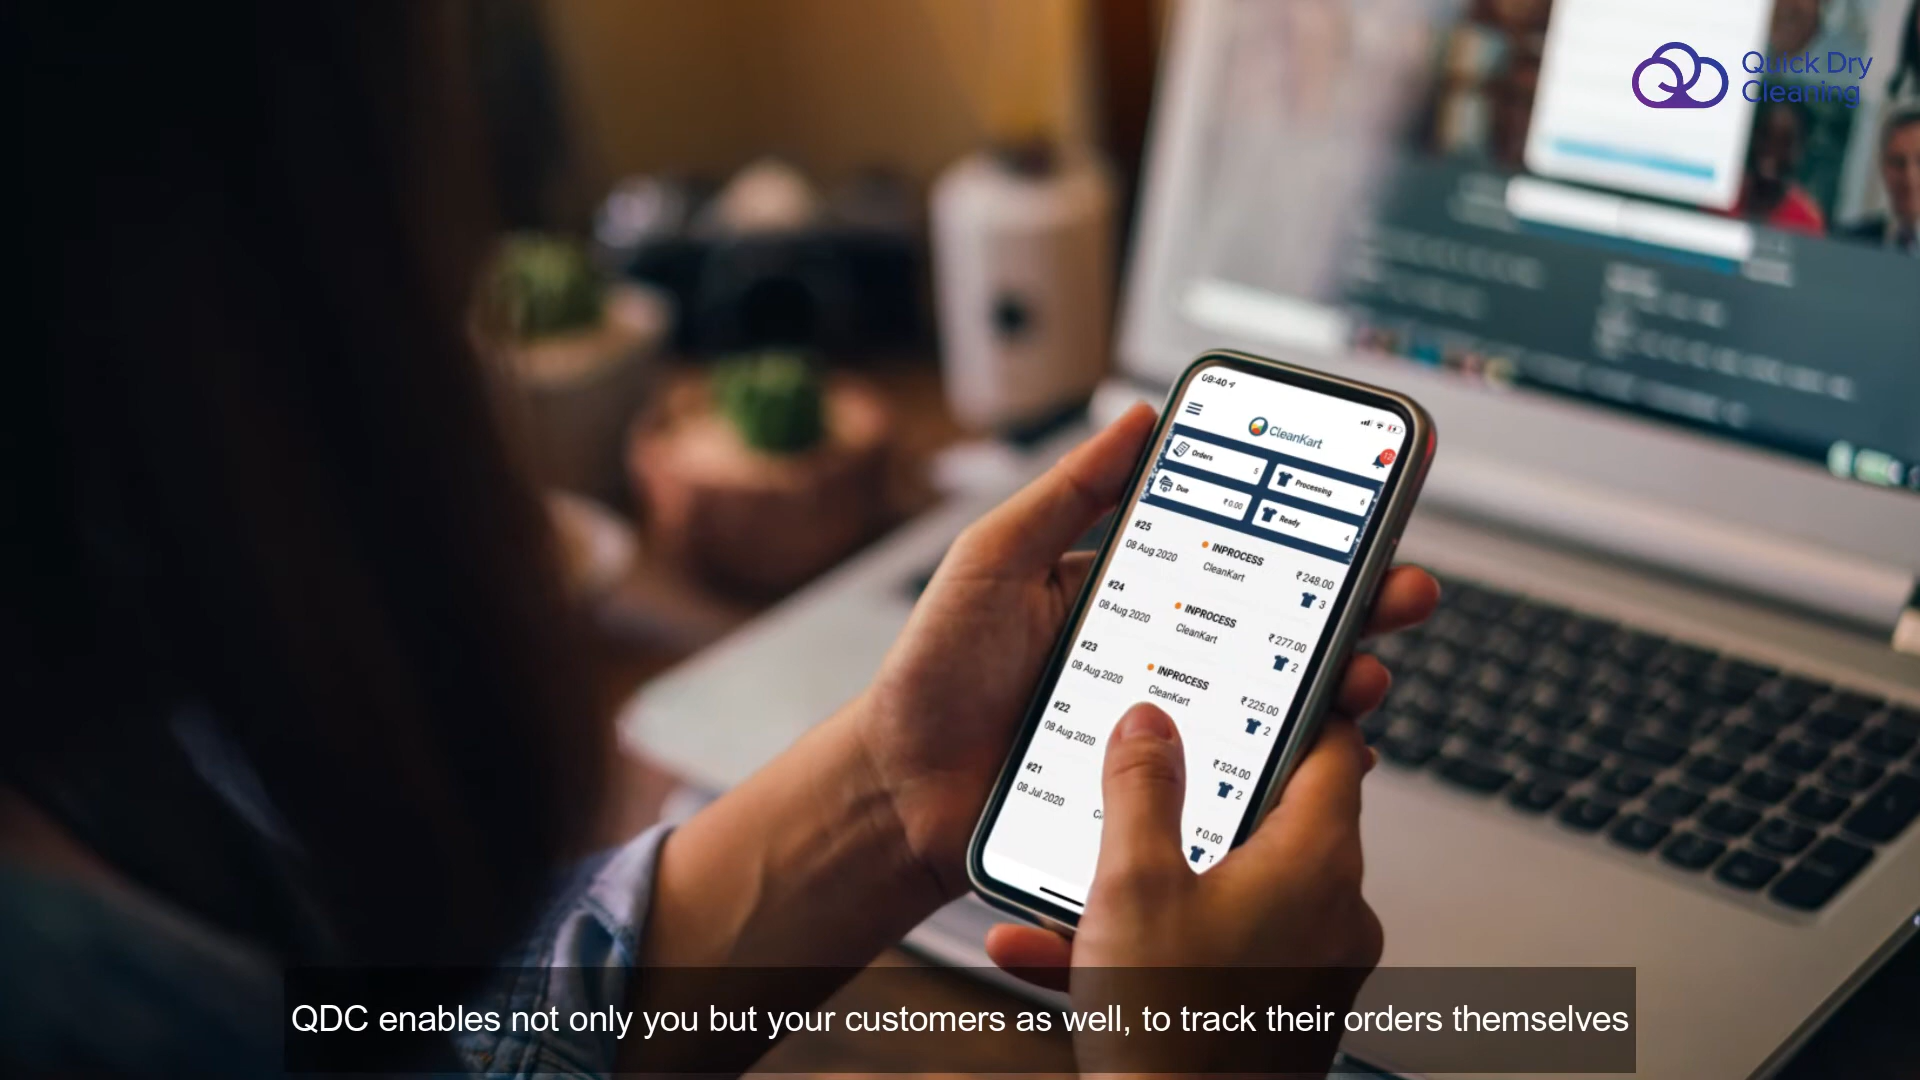 Quick Dry
Cleaning
09:40
CleanKart
Orders 5
Processing 6
Due ₹0.00
Ready 4
#25
08 Aug 2020
INPROCESS
CleanKart
₹248.00
3
#24
08 Aug 2020
INPROCESS
CleanKart
₹277.00
2
#23
08 Aug 2020
INPROCESS
CleanKart
₹225.00
2
#22
08 Aug 2020
₹324.00
2
#21
08 Jul 2020
₹0.00
1
QDC enables not only you but your customers as well, to track their orders themselves